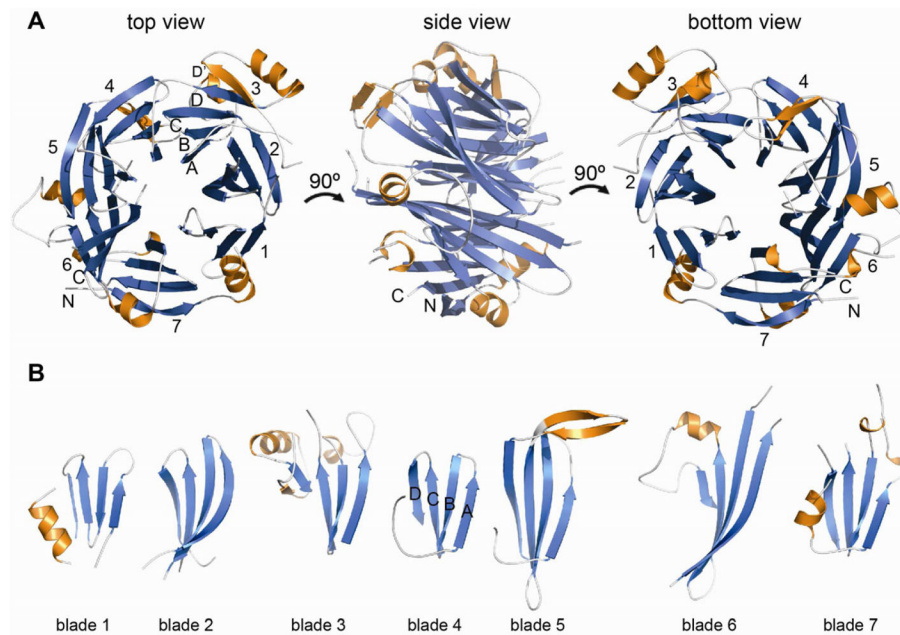 A
top view
side view
bottom view
4
D'
3
D
5
C
B
2
A
90º
1
6
C
N
7
C
N
90º
3
4
2
5
1
6
C
N
7
B
D
C
B
A
blade 1
blade 2
blade 3
blade 4
blade 5
blade 6
blade 7